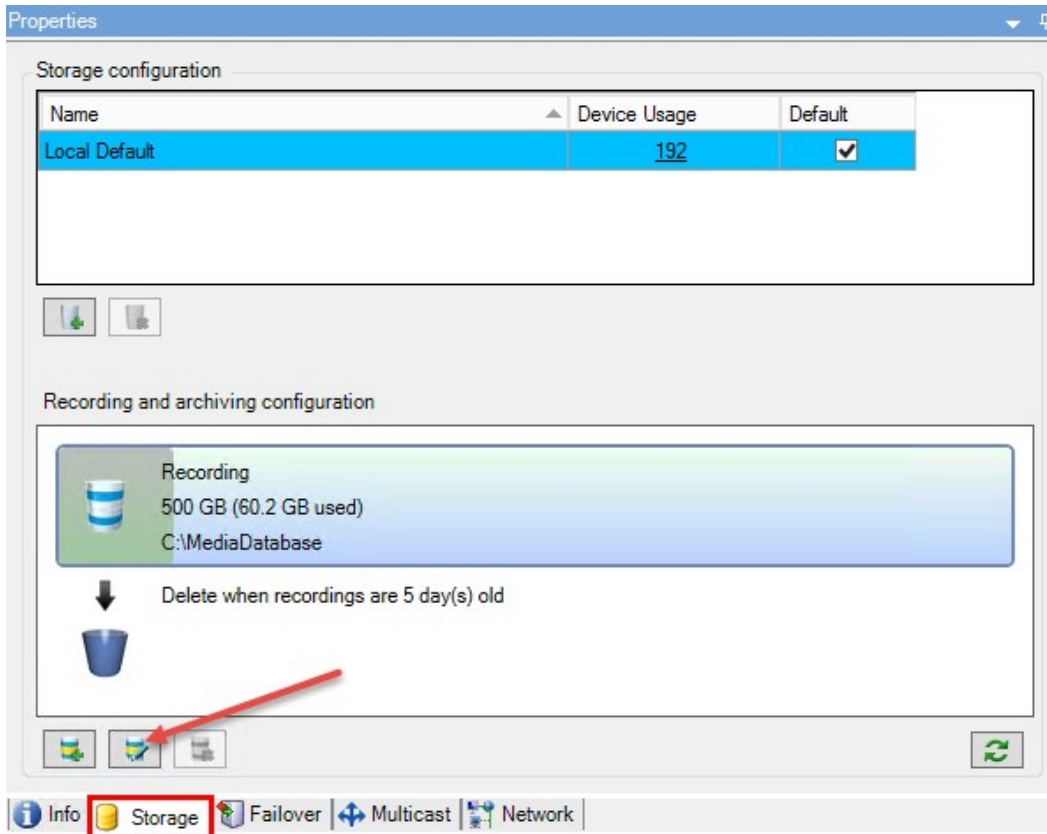 Properties
Storage configuration
Name Device Usage Default
Local Default 192
Recording and archiving configuration
Recording
500 GB (60.2 GB used)
C:\MediaDatabase
Delete when recordings are 5 day(s) old
Info Storage Failover Multicast Network